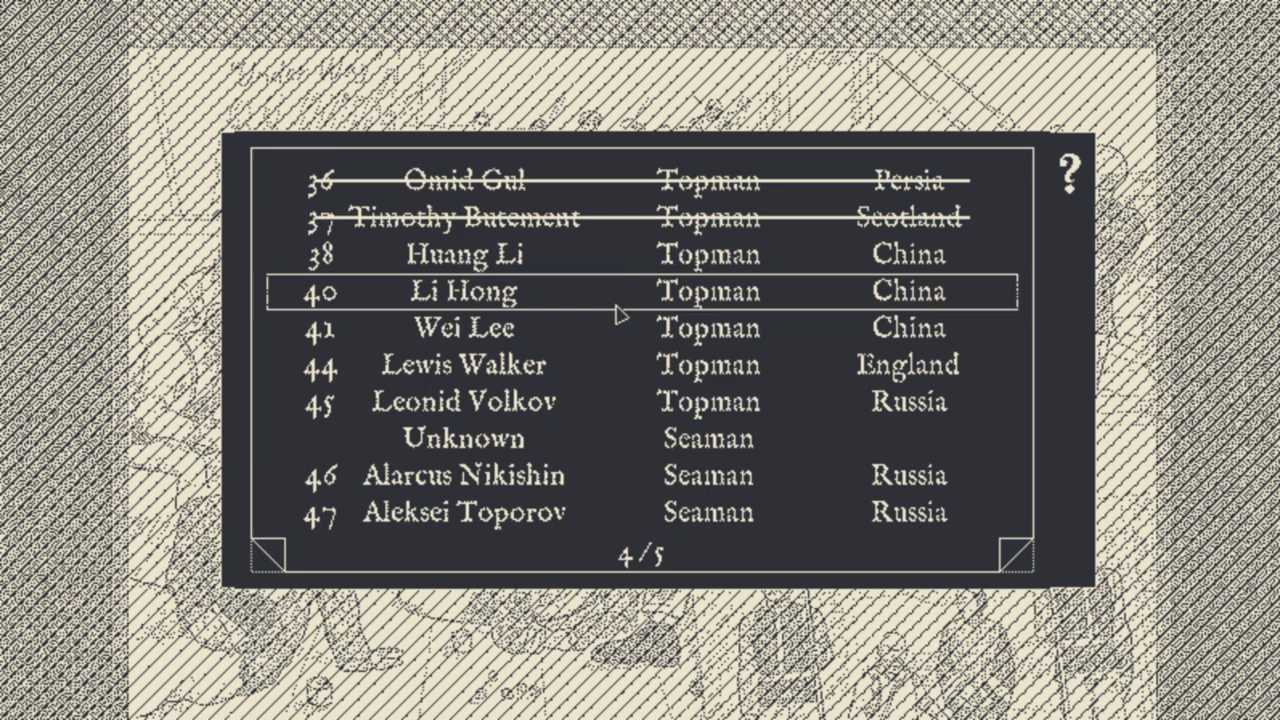 Under Way
?
36 Omid Gul Topman Persia
37 Timothy Butement Topman Scotland
38 Huang Li Topman China
40 Li Hong Topman China
41 Wei Lee Topman China
44 Lewis Walker Topman England
45 Leonid Volkov Topman Russia
Unknown Seaman
46 Alarcus Nikishin Seaman Russia
47 Aleksei Toporov Seaman Russia
4/5